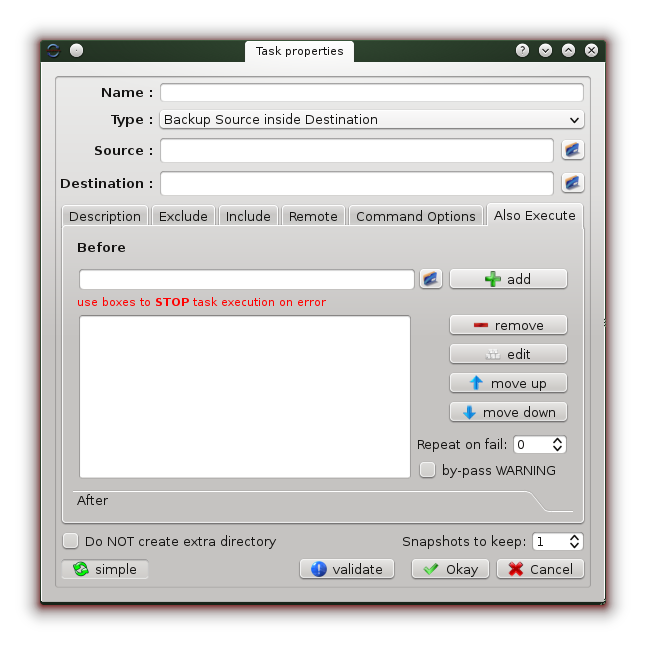 Task properties
Name :
Type : Backup Source inside Destination
Source :
Destination :
Description Exclude Include Remote Command Options Also Execute
Before
add
use boxes to STOP task execution on error
remove
edit
move up
move down
Repeat on fail: 0
by-pass WARNING
After
Do NOT create extra directory Snapshots to keep: 1
simple validate Okay Cancel